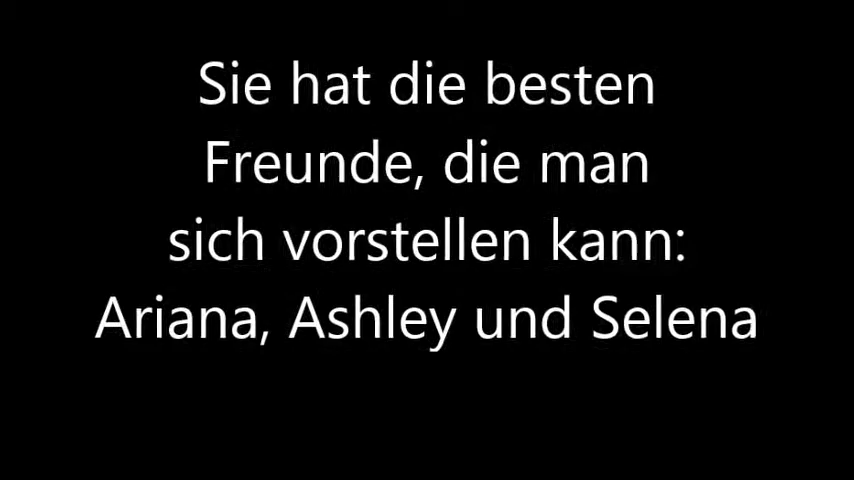 Sie hat die besten
Freunde, die man
sich vorstellen kann:
Ariana, Ashley und Selena